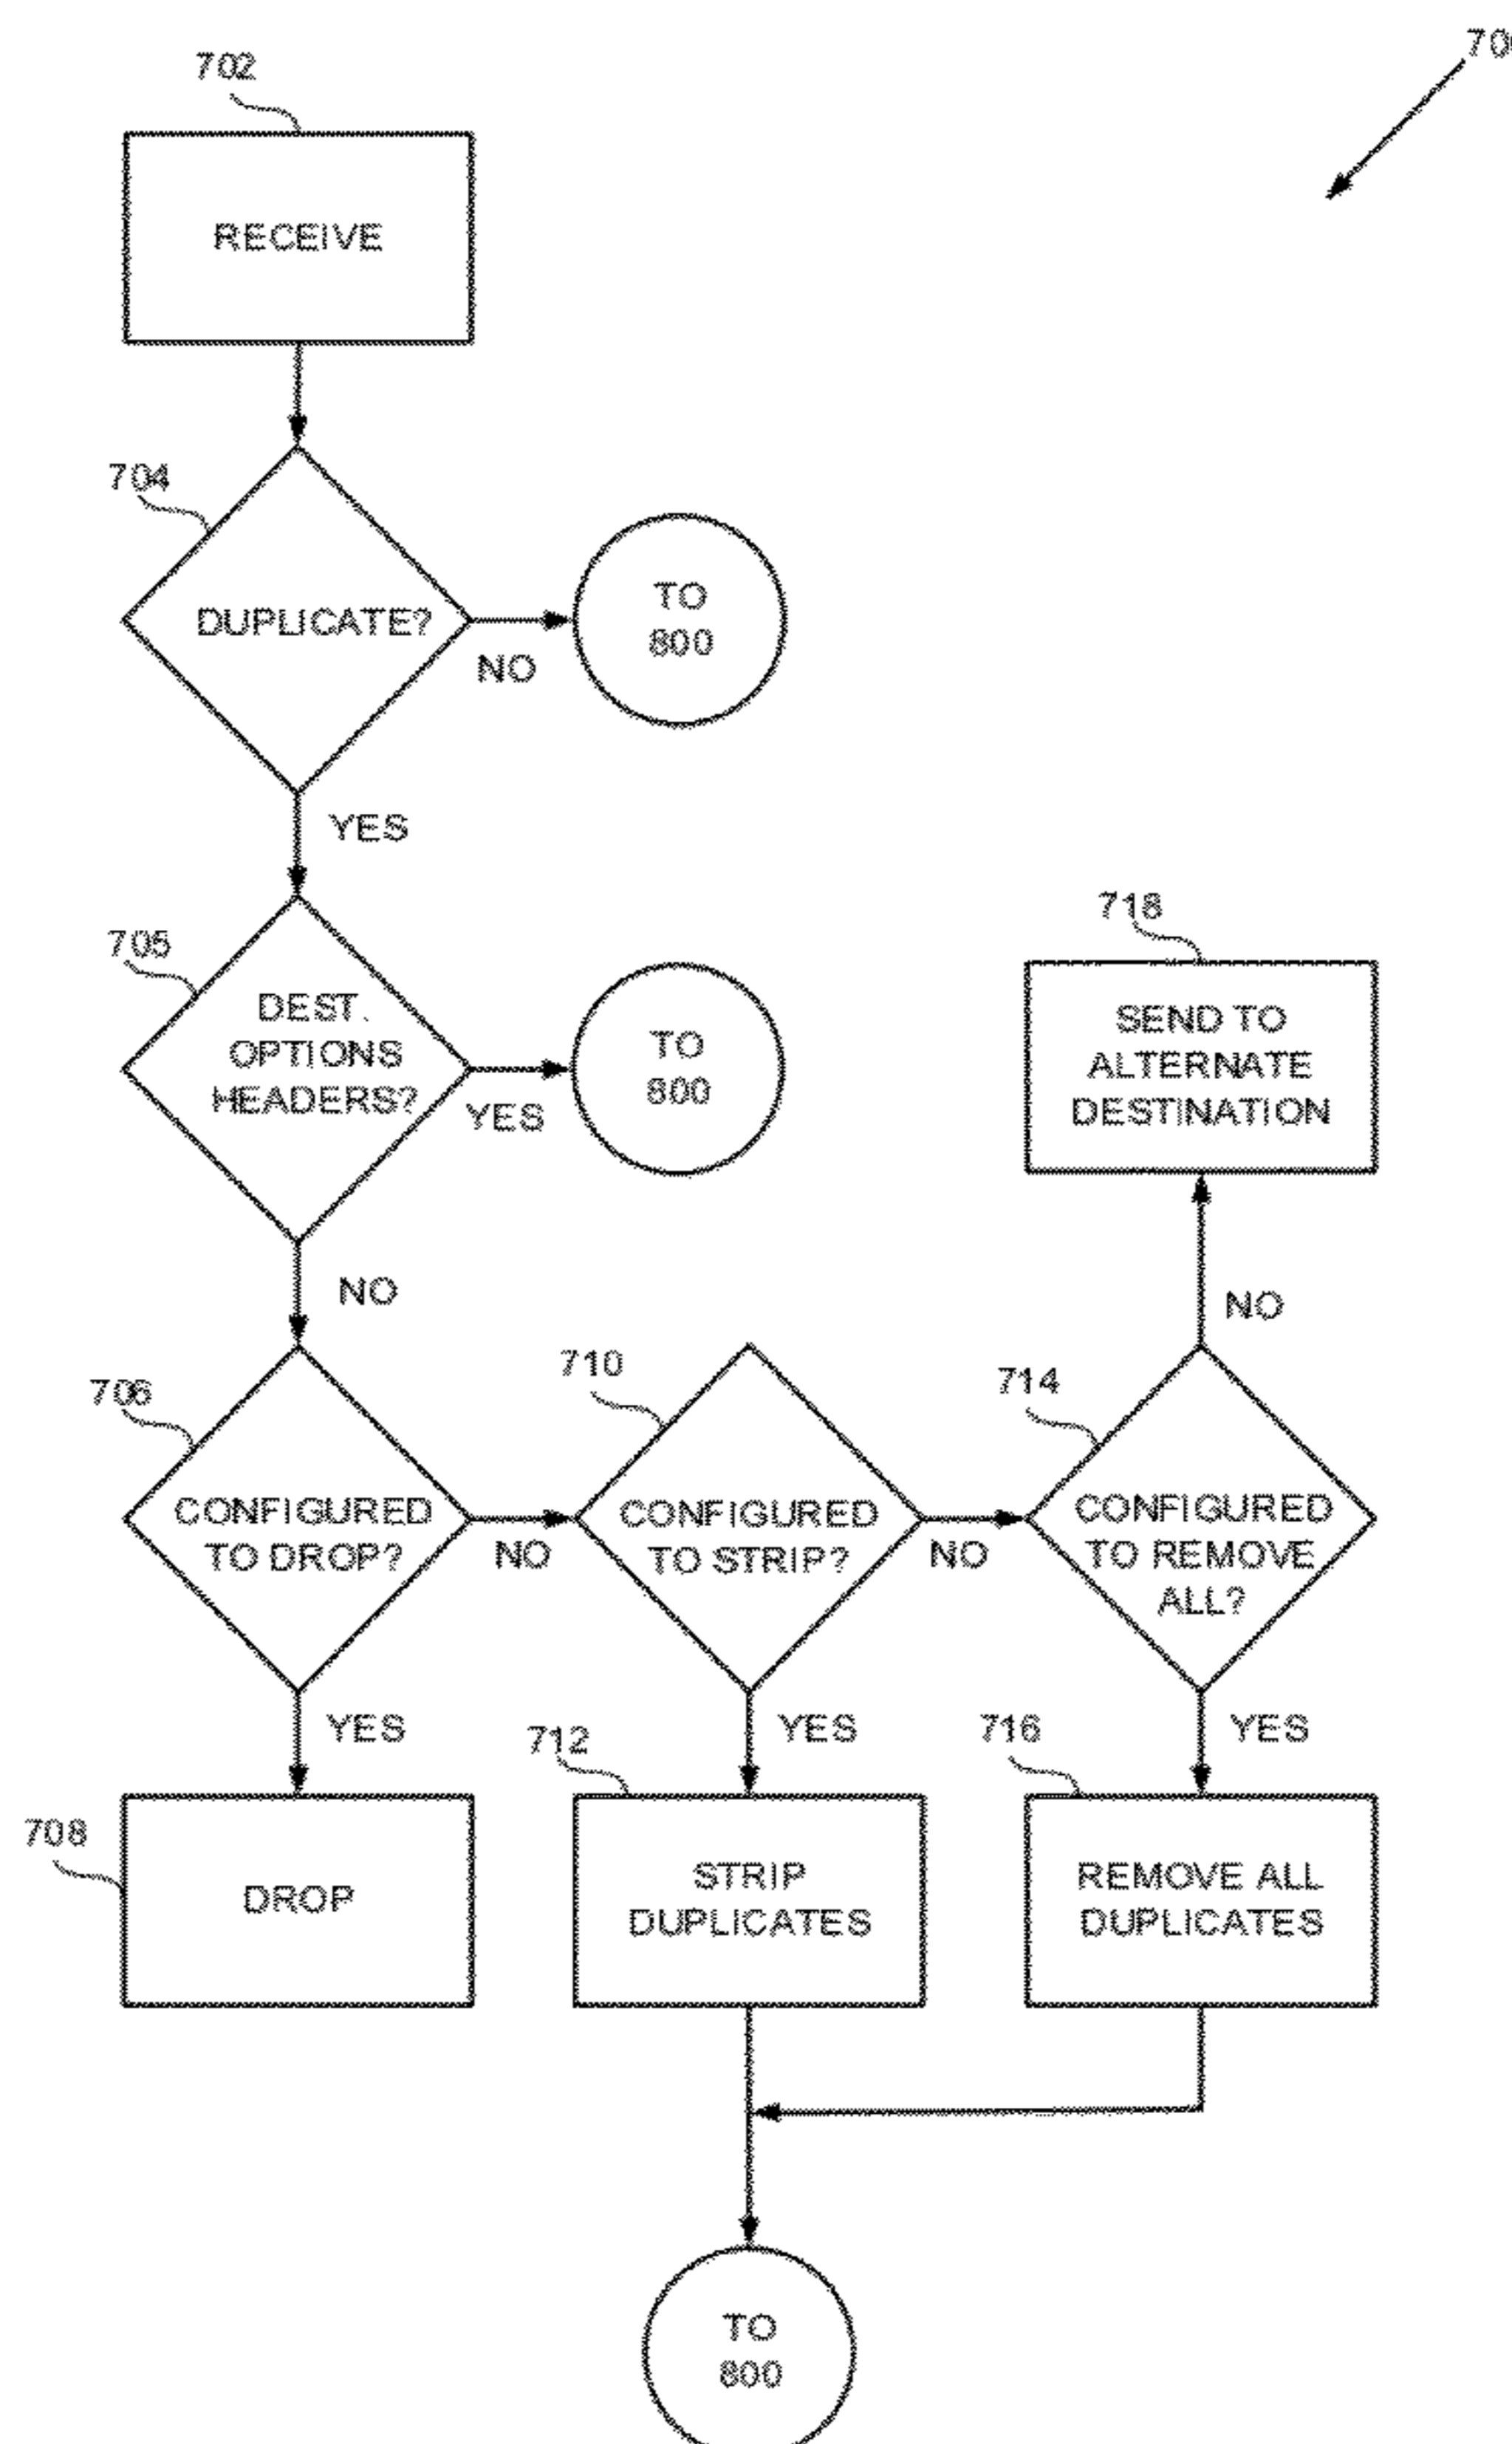 702
RECEIVE
704
DUPLICATE?
NO
TO
800
YES
705
DEST.
OPTIONS
HEADERS?
YES
TO
800
718
SEND TO
ALTERNATE
DESTINATION
NO
NO
706
CONFIGURED
TO DROP?
NO
710
CONFIGURED
TO STRIP?
NO
714
CONFIGURED
TO REMOVE
ALL?
YES
YES
YES
708
DROP
712
STRIP
DUPLICATES
716
REMOVE ALL
DUPLICATES
TO
800